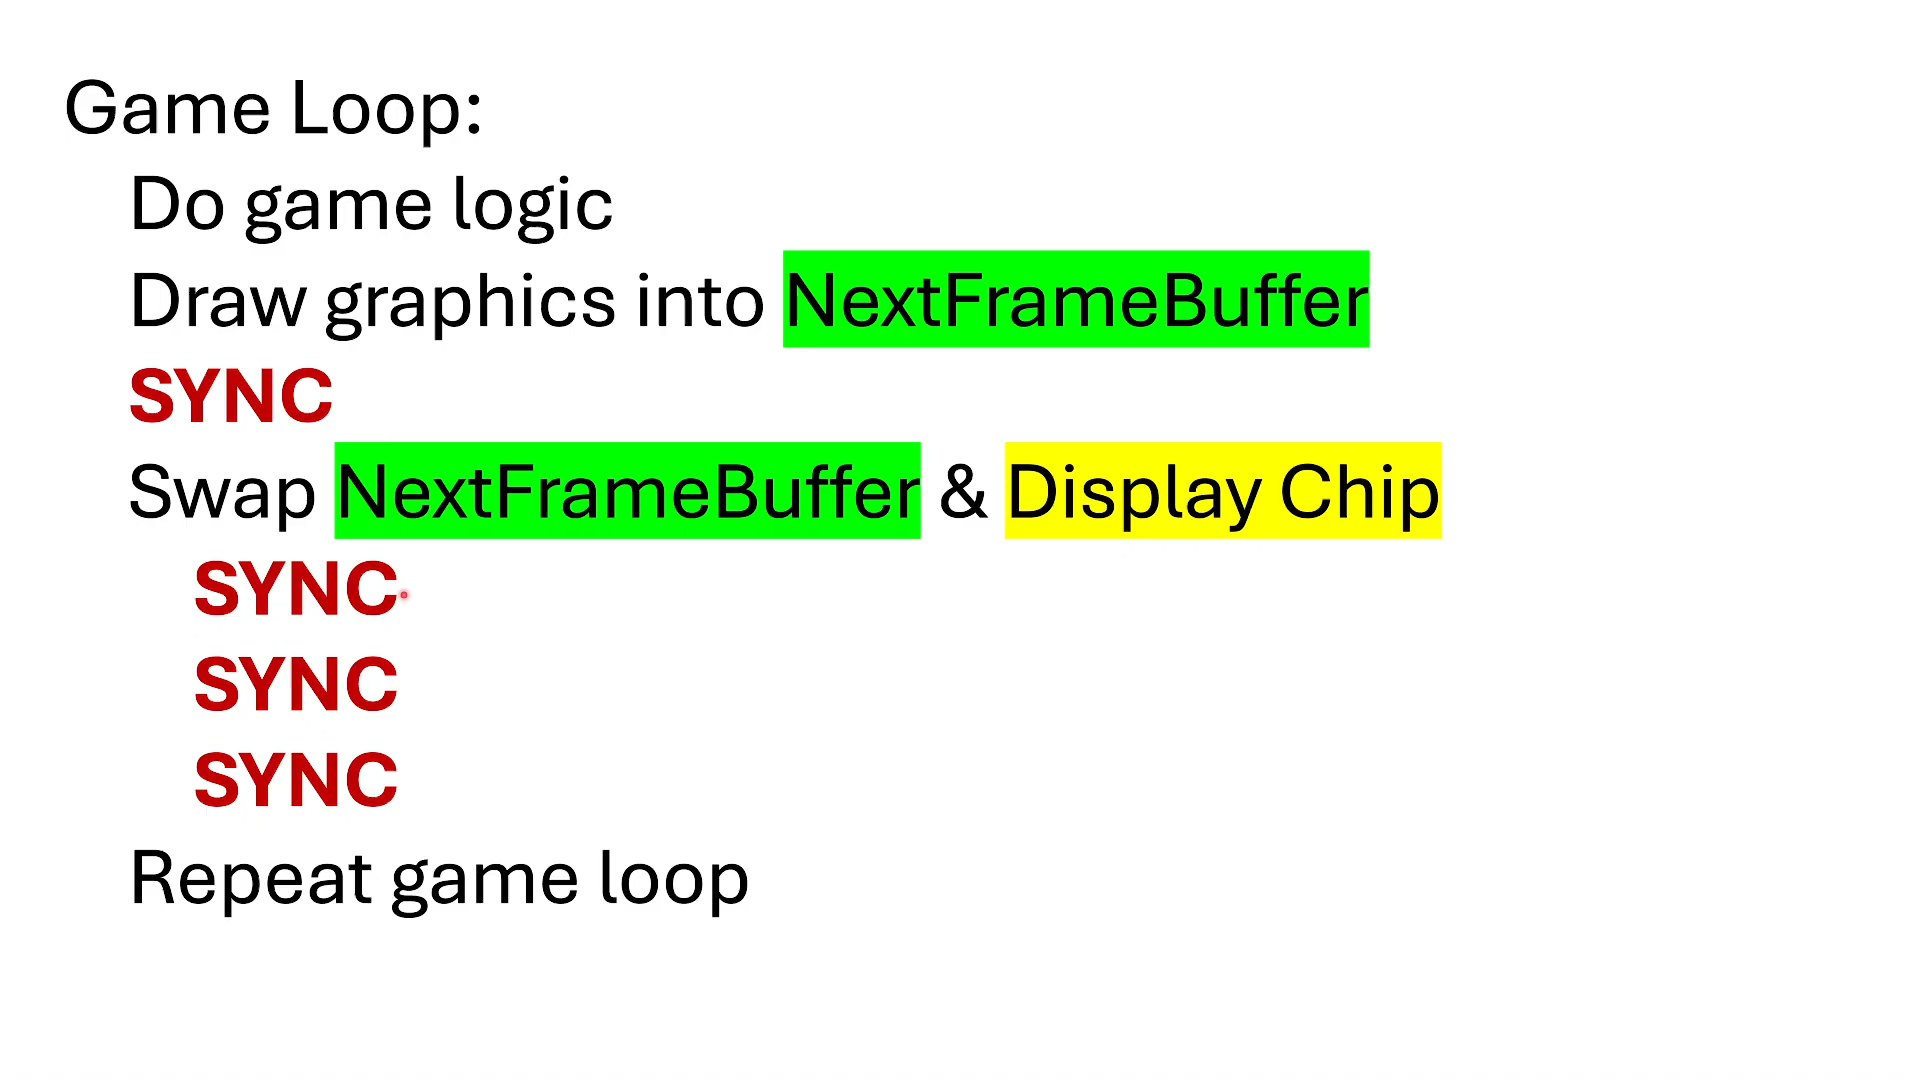 Game Loop:
Do game logic
Draw graphics into NextFrameBuffer
SYNC
Swap NextFrameBuffer & Display Chip
SYNC
SYNC
SYNC
Repeat game loop